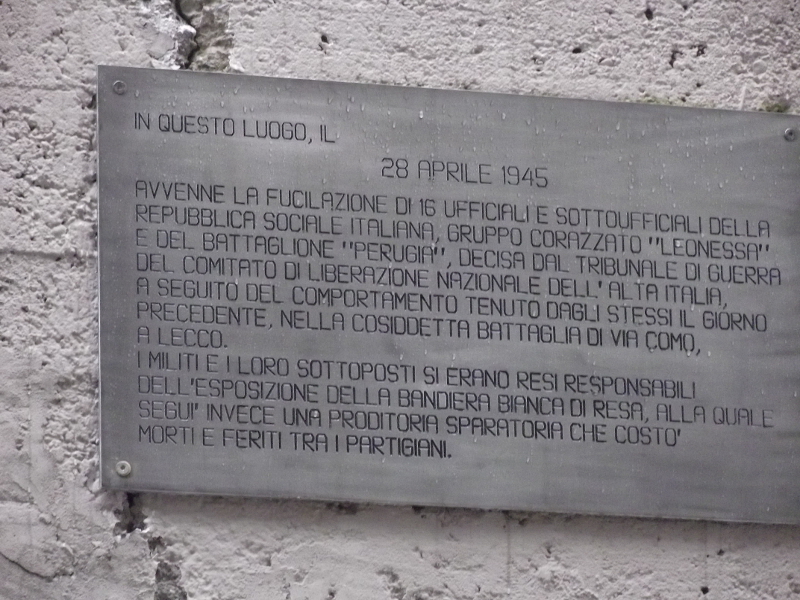 IN QUESTO LUOGO, IL
28 APRILE 1945
AVVENNE LA FUCILAZIONE DI 16 UFFICIALI E SOTTOUFFICIALI DELLA
REPUBBLICA SOCIALE ITALIANA, GRUPPO CORAZZATO "LEONESSA"
E DEL BATTAGLIONE "PERUGIA", DECISA DAL TRIBUNALE DI GUERRA
DEL COMITATO DI LIBERAZIONE NAZIONALE DELL'ALTA ITALIA,
A SEGUITO DEL COMPORTAMENTO TENUTO DAGLI STESSI IL GIORNO
PRECEDENTE, NELLA COSIDDETTA BATTAGLIA DI VIA COMO,
A LECCO.
I MILITI E I LORO SOTTOPOSTI SI ERANO RESI RESPONSABILI
DELL'ESPOSIZIONE DELLA BANDIERA BIANCA DI RESA, ALLA QUALE
SEGUI' INVECE UNA PRODITORIA SPARATORIA CHE COSTO'
MORTI E FERITI TRA I PARTIGIANI.